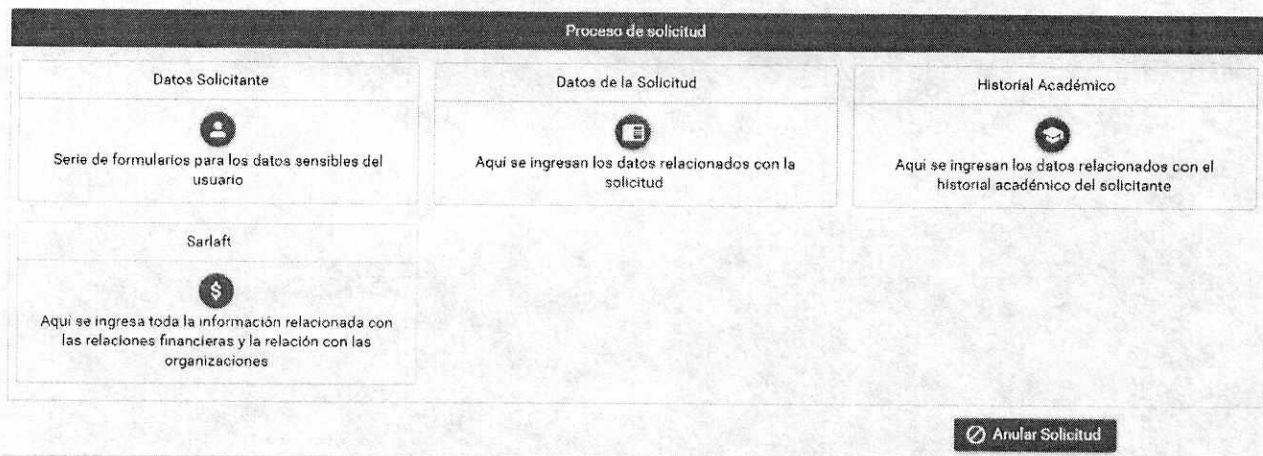 Proceso de solicitud
Datos Solicitante
Serie de formularios para los datos sensibles del
usuario
Datos de la Solicitud
Aquí se ingresan los datos relacionados con la
solicitud
Historial Académico
Aquí se ingresan los datos relacionados con el
historial académico del solicitante
Sarlaft
$
Aquí se ingresa toda la información relacionada con
las relaciones financieras y la relación con las
organizaciones
Anular Solicitud